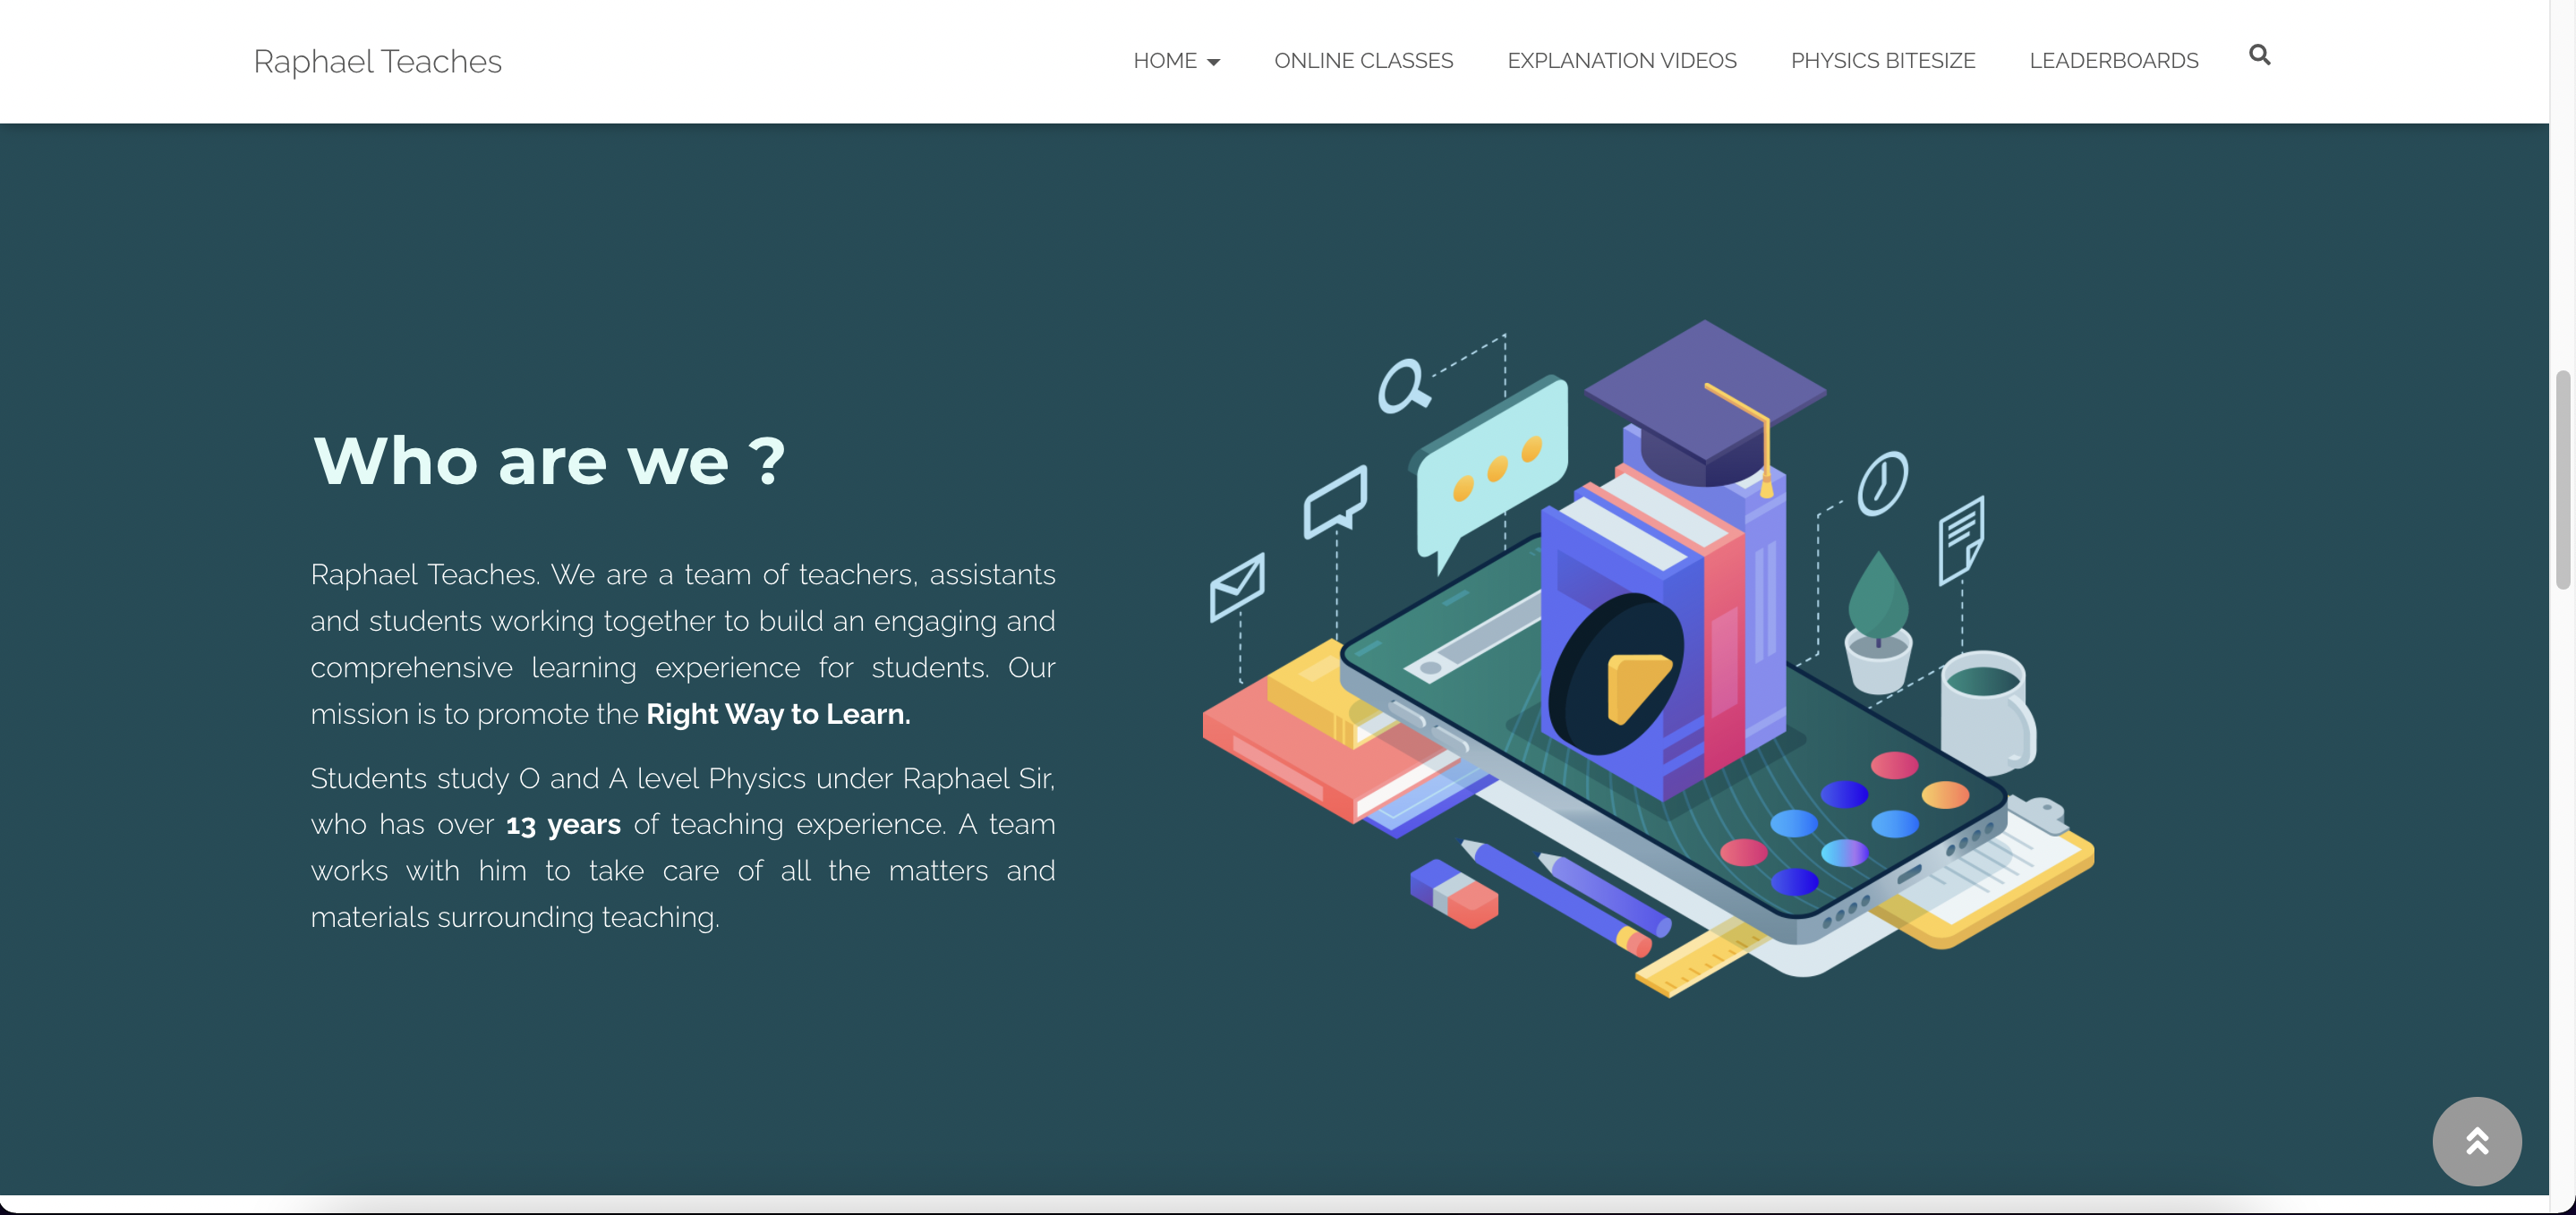 Raphael Teaches
HOME
ONLINE CLASSES
EXPLANATION VIDEOS
PHYSICS BITESIZE
LEADERBOARDS
Who are we ?
Raphael Teaches. We are a team of teachers, assistants
and students working together to build an engaging and
comprehensive learning experience for students. Our
mission is to promote the Right Way to Learn.
Students study O and A level Physics under Raphael Sir,
who has over 13 years of teaching experience. A team
works with him to take care of all the matters and
materials surrounding teaching.